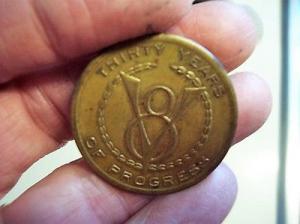 THIRTY YEARS
V8
OF PROGRESS